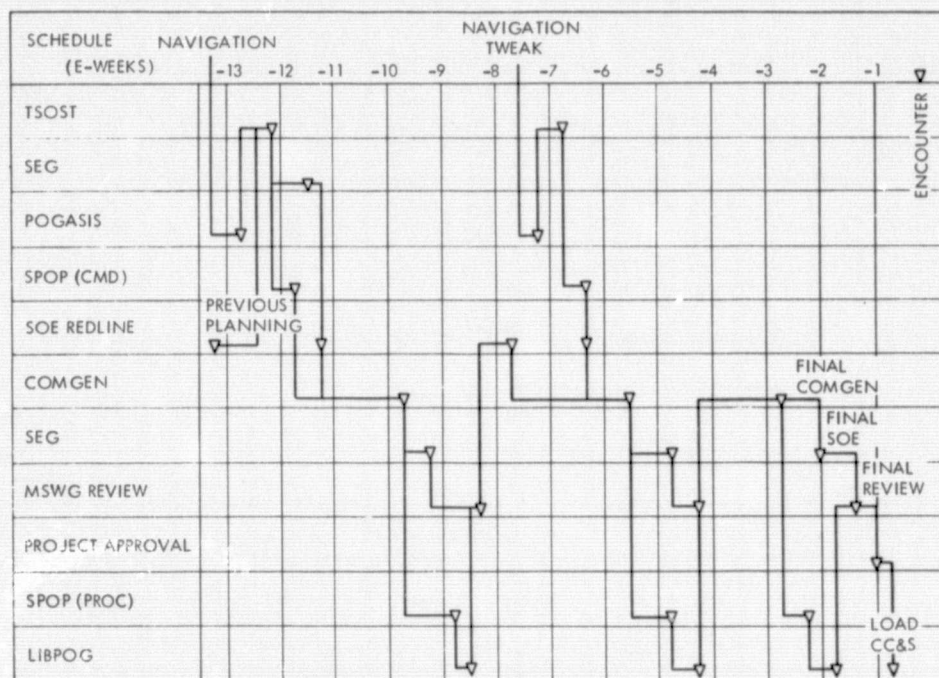 SCHEDULE
(E-WEEKS)
NAVIGATION
NAVIGATION
TWEAK
-13 -12 -10 -9 -8 -7 -6 -5 -4 -3 -2 -1
ENCOUNTER
TSOST
SEG
POGASIS
SPOP (CMD)
PREVIOUS
PLANNING
SOE REDLINE
COMGEN
FINAL
COMGEN
SEG
FINAL
SOE
MSWG REVIEW
FINAL
REVIEW
PROJECT APPROVAL
SPOP (PROC)
LIBPOG
LOAD
CC&S